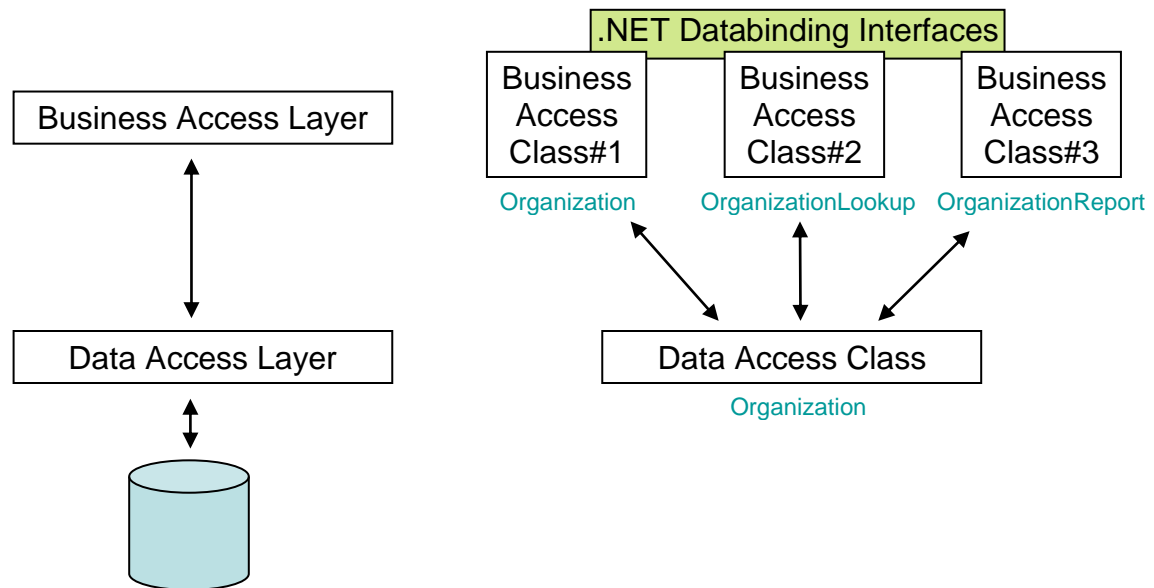 .NET Databinding Interfaces
Business Access Layer
Business
Access
Class#1
Business
Access
Class#2
Business
Access
Class#3
Organization
OrganizationLookup
OrganizationReport
Data Access Layer
Data Access Class
Organization